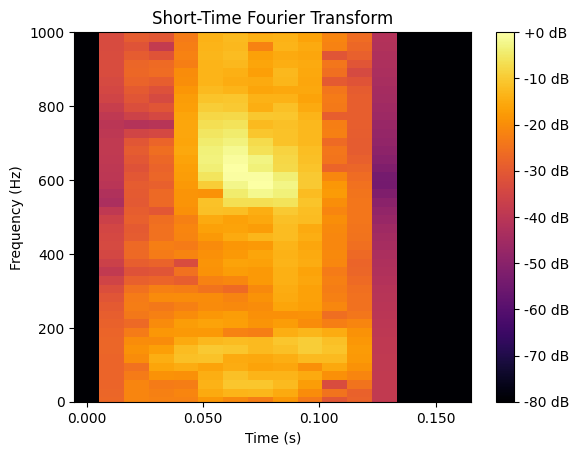 Short-Time Fourier Transform
1000
800
600
400
200
0
Frequency (Hz)
0.000
0.050
0.100
0.150
Time (s)
+0 dB
-10 dB
-20 dB
-30 dB
-40 dB
-50 dB
-60 dB
-70 dB
-80 dB